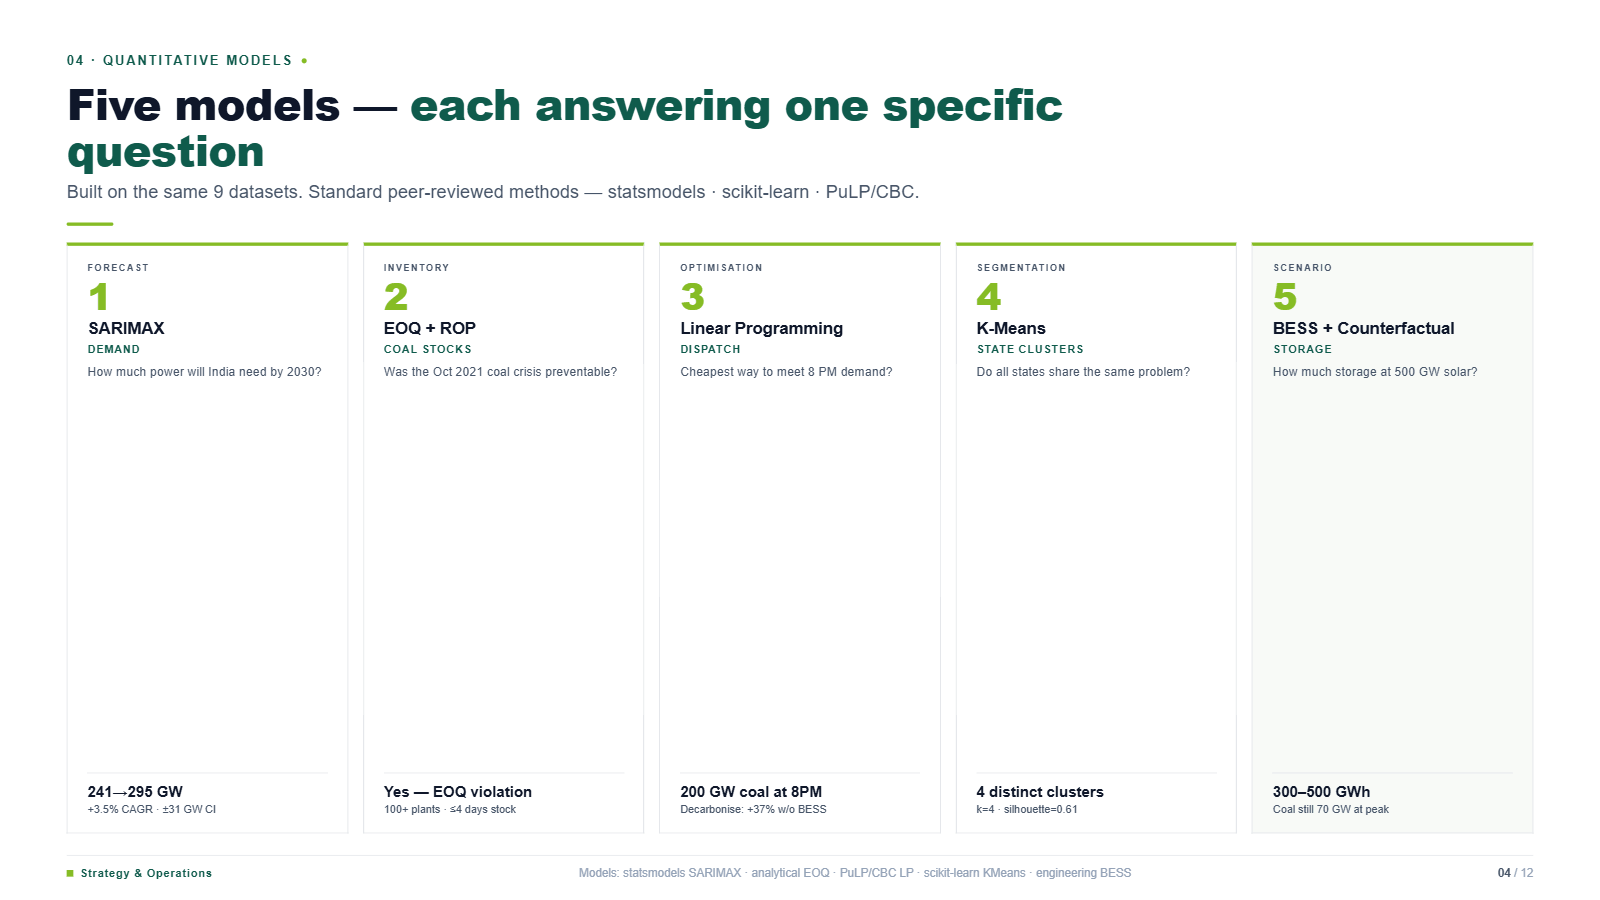 04 · QUANTITATIVE MODELS
Five models — each answering one specific
question
Built on the same 9 datasets. Standard peer-reviewed methods — statsmodels · scikit-learn · PuLP/CBC.
FORECAST
1
SARIMAX
DEMAND
How much power will India need by 2030?
241→295 GW
+3.5% CAGR · ±31 GW CI
INVENTORY
2
EOQ + ROP
COAL STOCKS
Was the Oct 2021 coal crisis preventable?
Yes — EOQ violation
100+ plants · ≤4 days stock
OPTIMISATION
3
Linear Programming
DISPATCH
Cheapest way to meet 8 PM demand?
200 GW coal at 8PM
Decarbonise: +37% w/o BESS
SEGMENTATION
4
K-Means
STATE CLUSTERS
Do all states share the same problem?
4 distinct clusters
k=4 · silhouette=0.61
SCENARIO
5
BESS + Counterfactual
STORAGE
How much storage at 500 GW solar?
300–500 GWh
Coal still 70 GW at peak
Strategy & Operations
Models: statsmodels SARIMAX · analytical EOQ · PuLP/CBC LP · scikit-learn KMeans · engineering BESS
04 / 12